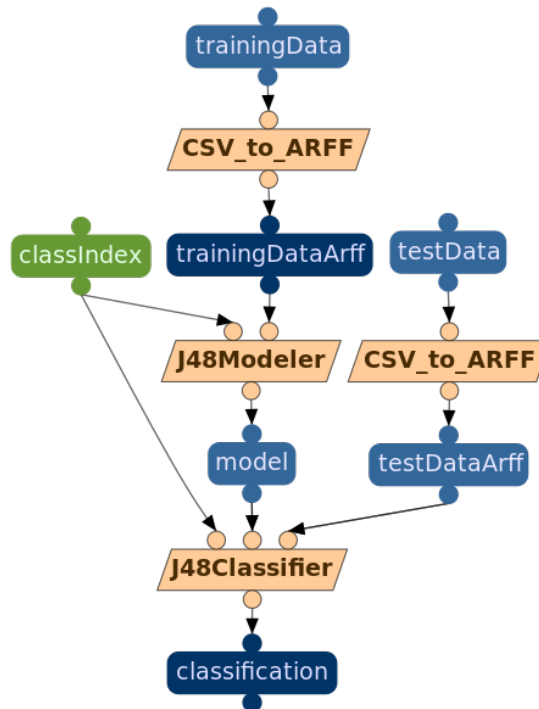 trainingData
CSV_to_ARFF
classIndex
trainingDataArff
testData
J48Modeler
CSV_to_ARFF
model
testDataArff
J48Classifier
classification